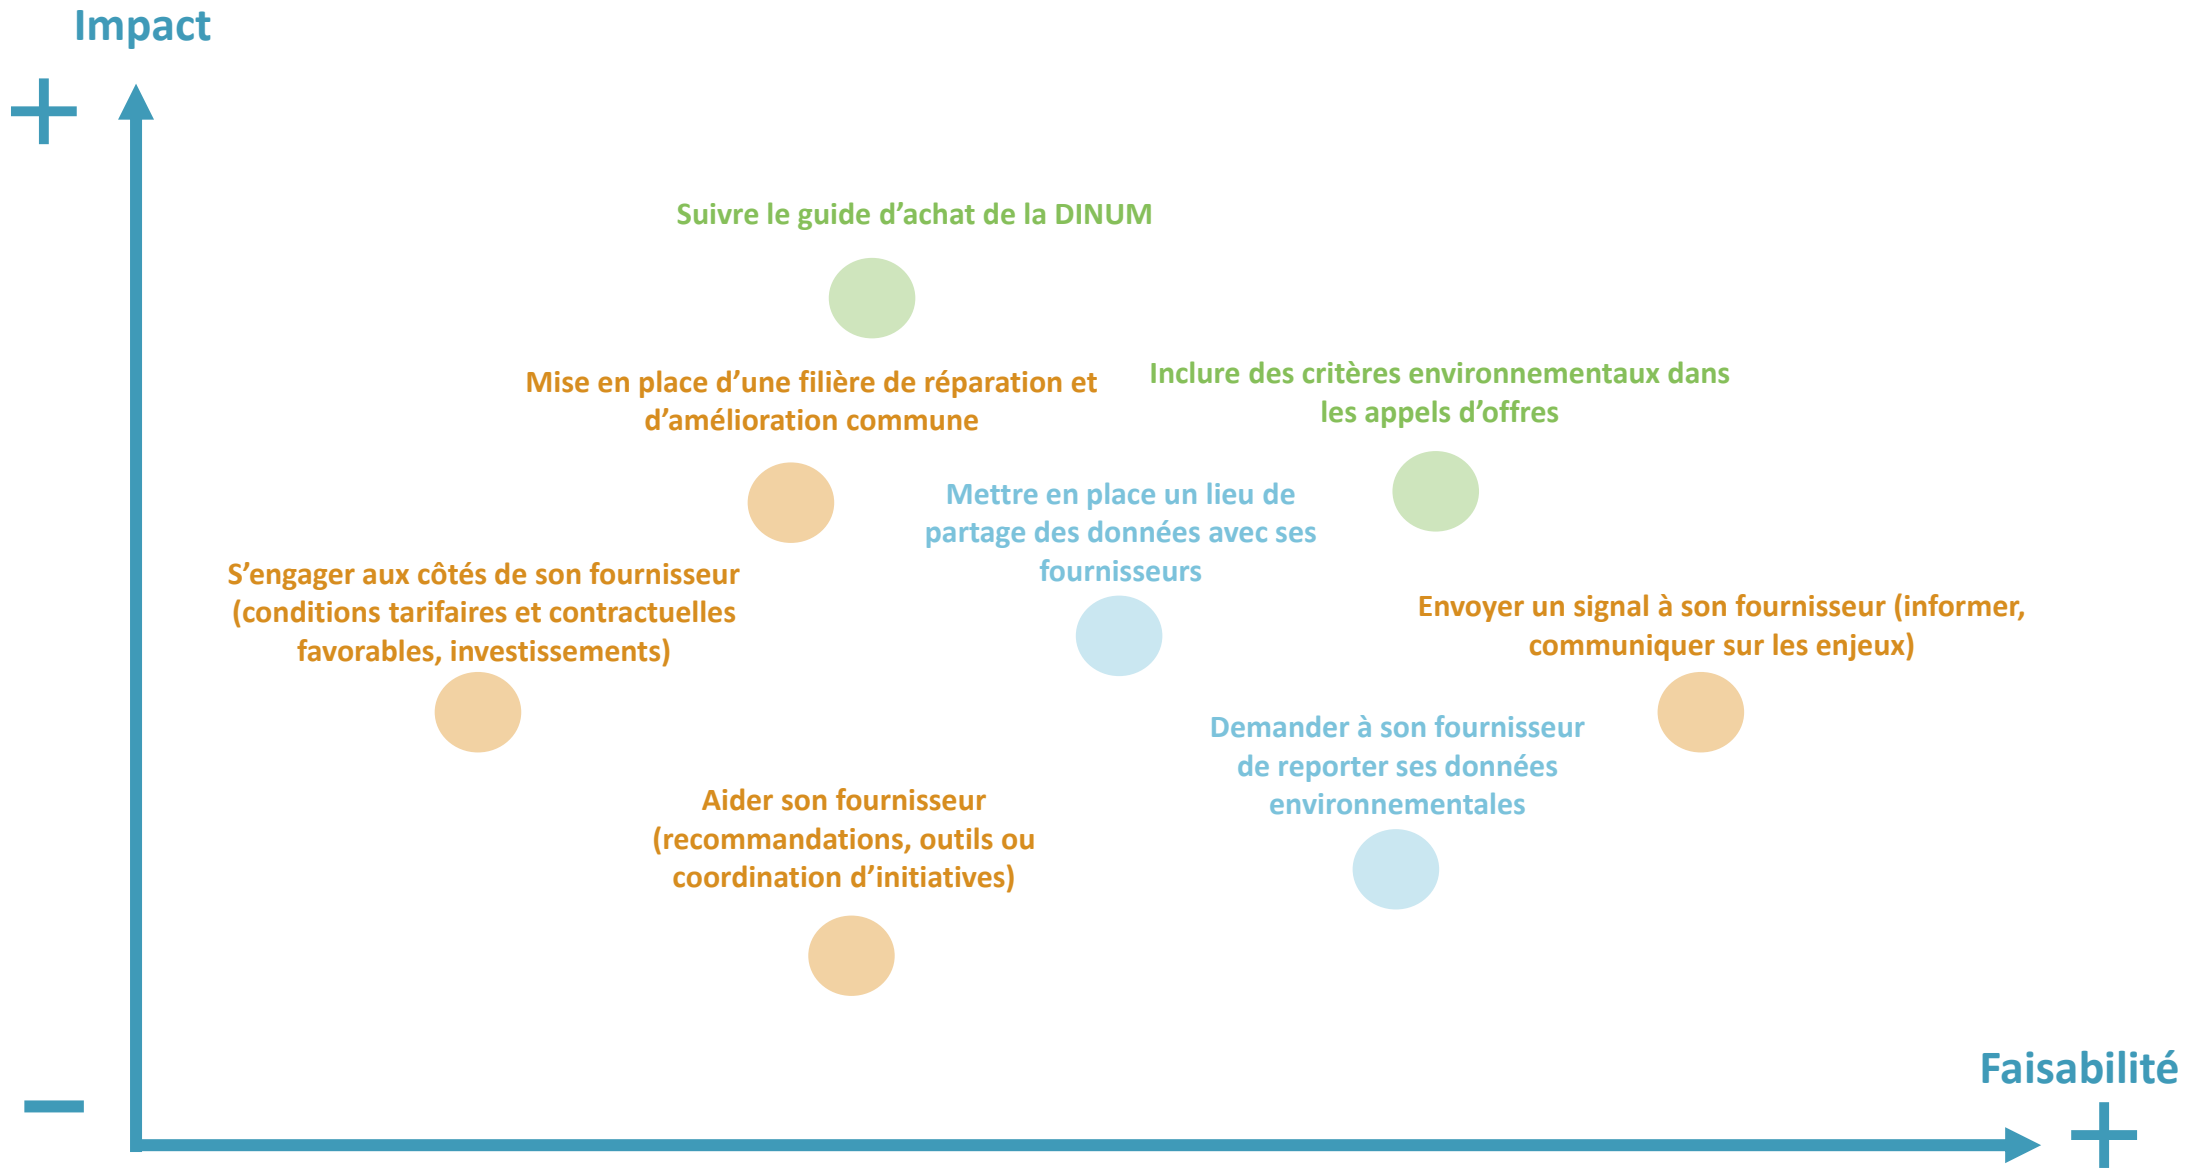 Impact
Suivre le guide d’achat de la DINUM
Mise en place d’une filière de réparation et
d’amélioration commune
Inclure des critères environnementaux dans
les appels d’offres
Mettre en place un lieu de
partage des données avec ses
fournisseurs
S’engager aux côtés de son fournisseur
(conditions tarifaires et contractuelles
favorables, investissements)
Envoyer un signal à son fournisseur (informer,
communiquer sur les enjeux)
Demander à son fournisseur
de reporter ses données
environnementales
Aider son fournisseur
(recommandations, outils ou
coordination d’initiatives)
Faisabilité